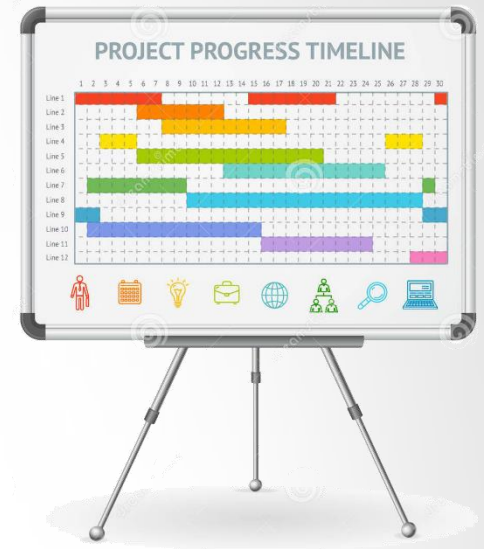 PROJECT PROGRESS TIMELINE
1 2 3 4 5 6 7 8 9 10 11 12 13 14 15 16 17 18 19 20 21 22 23 24 25 26 27 28 29 30
Line 1
Line 2
Line 3
Line 4
Line 5
Line 6
Line 7
Line 8
Line 9
Line 10
Line 11
Line 12